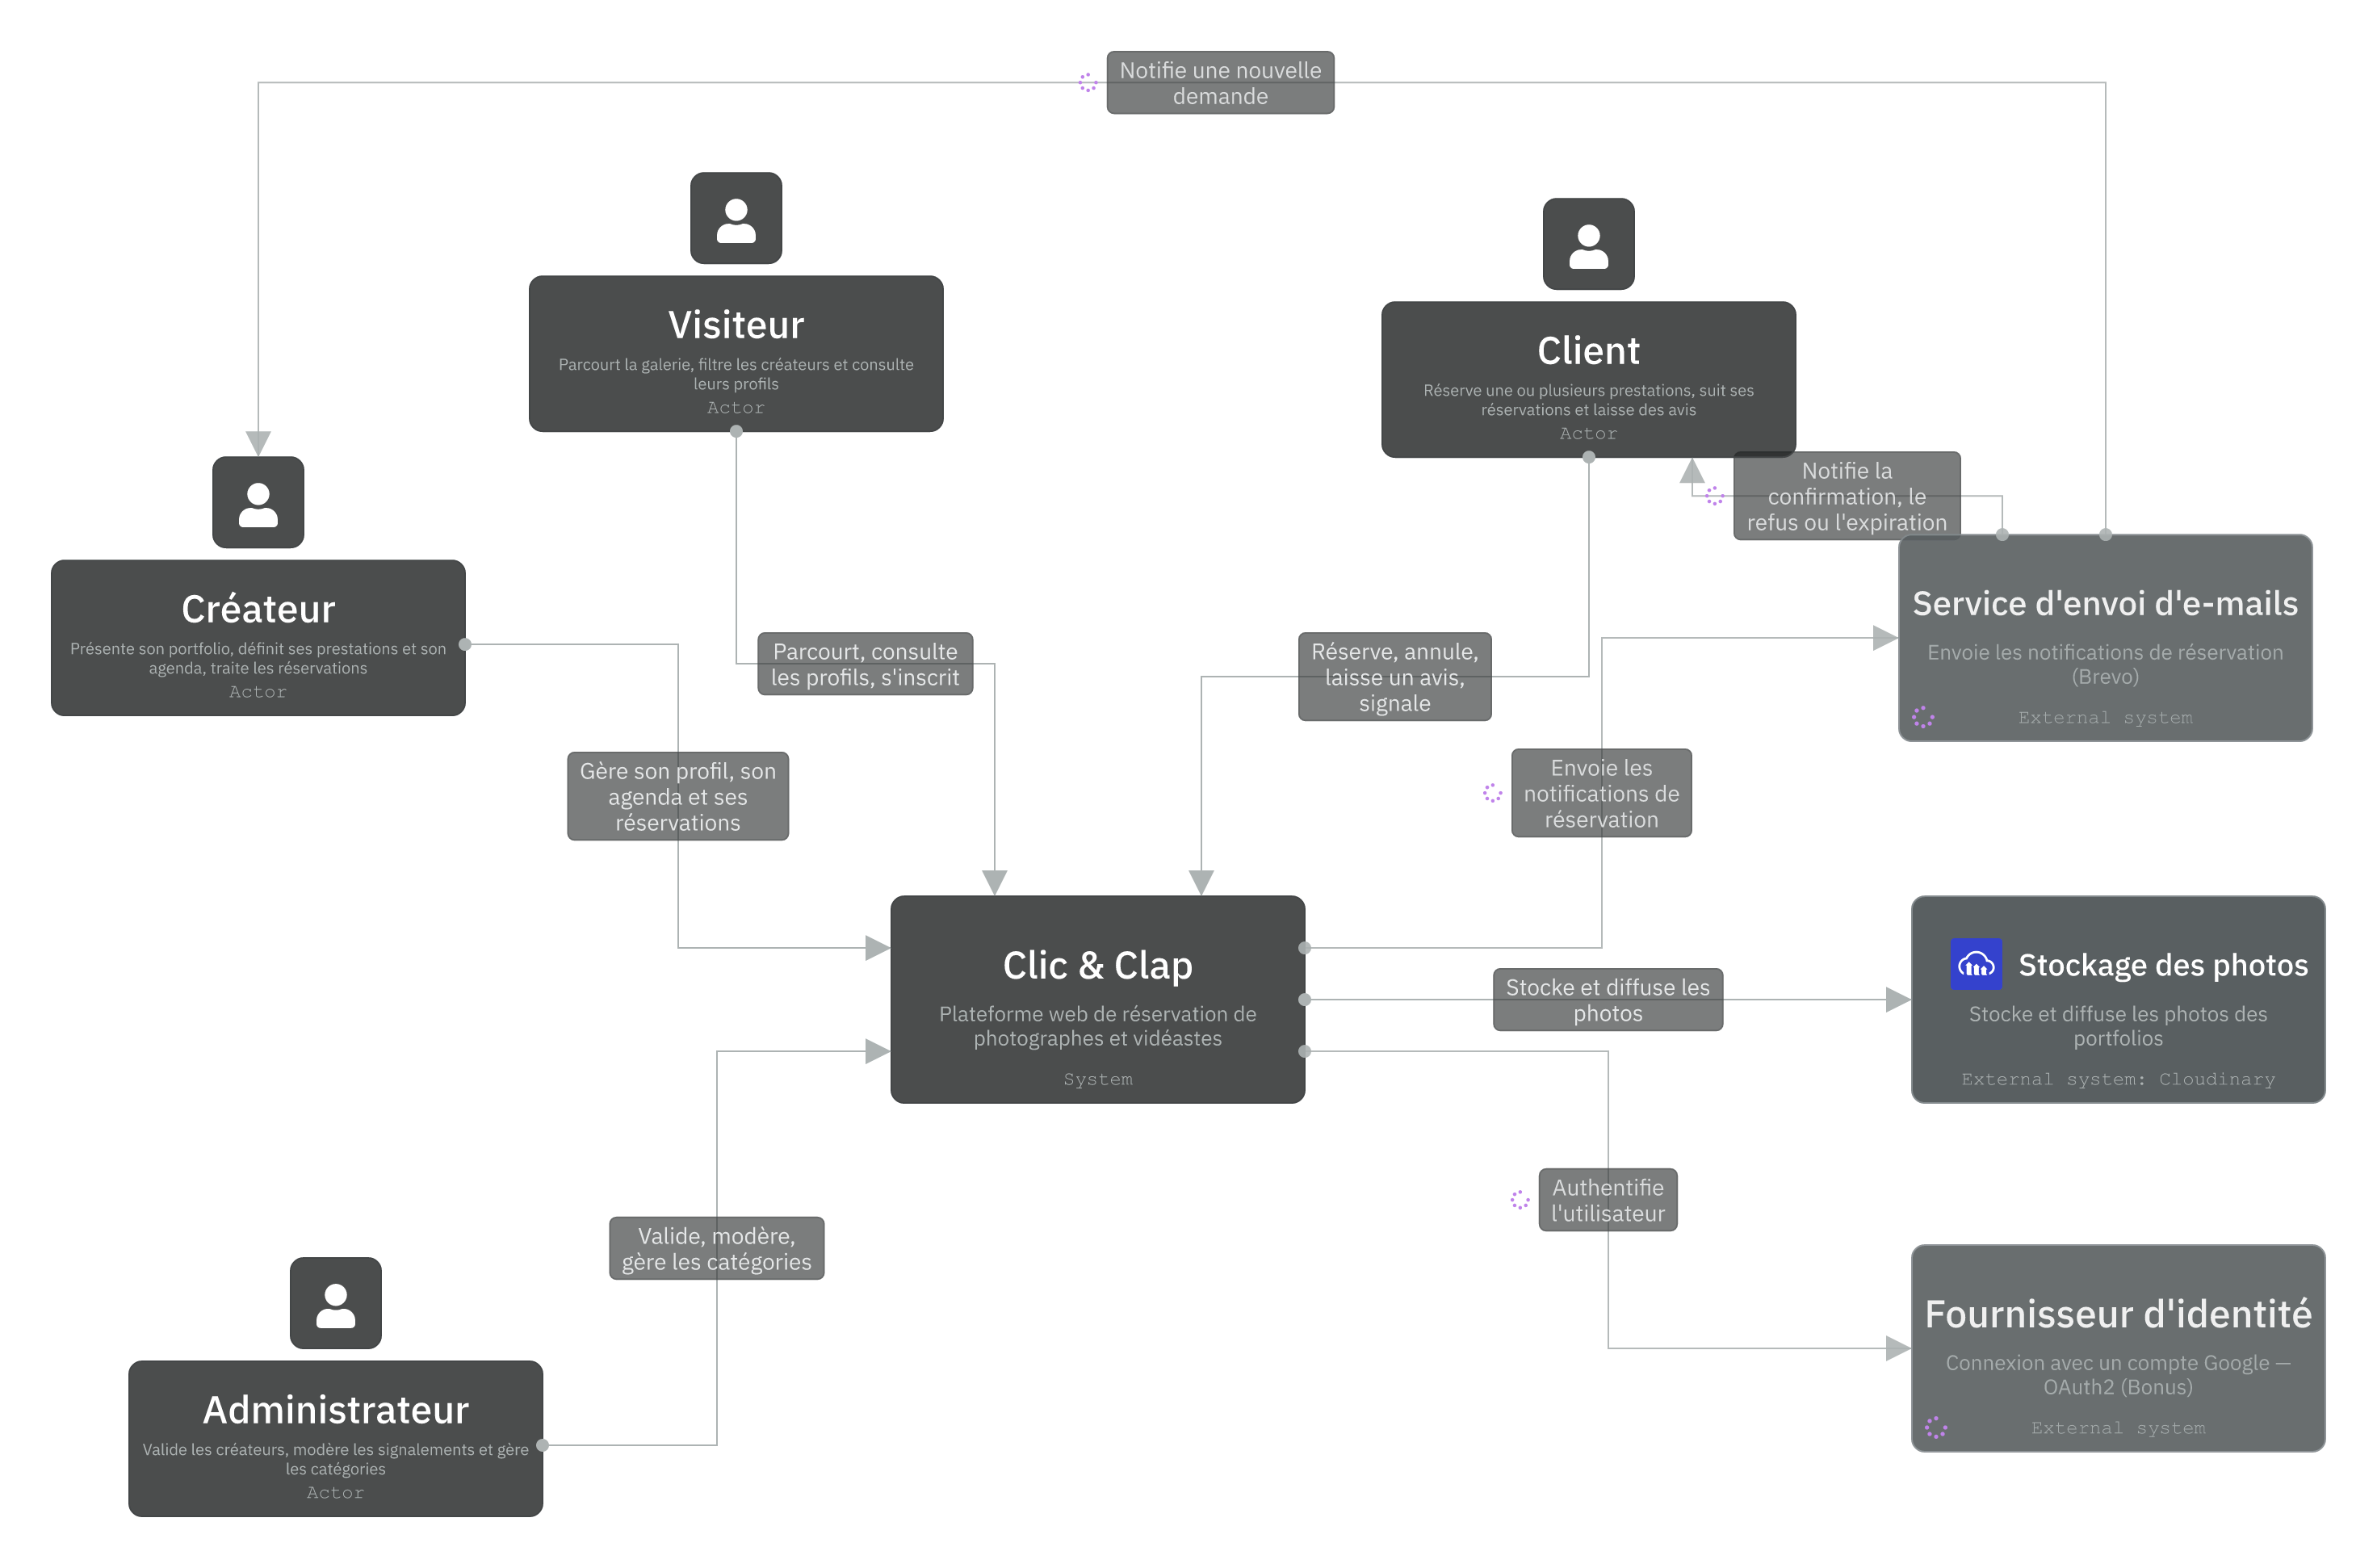 Notifie une nouvelle
demande
Visiteur
Parcourt la galerie, filtre les créateurs et consulte
leurs profils
Actor
Client
Réserve une ou plusieurs prestations, suit ses
réservations et laisse des avis
Actor
Notifie la
confirmation, le
refus ou l'expiration
Créateur
Présente son portfolio, définit ses prestations et son
agenda, traite les réservations
Actor
Service d'envoi d'e-mails
Envoie les notifications de réservation
(Brevo)
External system
Parcourt, consulte
les profils, s'inscrit
Réserve, annule,
laisse un avis,
signale
Gère son profil, son
agenda et ses
réservations
Envoie les
notifications de
réservation
Clic & Clap
Plateforme web de réservation de
photographes et vidéastes
System
Stocke et diffuse les
photos
Stockage des photos
Stocke et diffuse les photos des
portfolios
External system: Cloudinary
Valide, modère,
gère les catégories
Authentifie
l'utilisateur
Fournisseur d'identité
Connexion avec un compte Google —
OAuth2 (Bonus)
External system
Administrateur
Valide les créateurs, modère les signalements et gère
les catégories
Actor